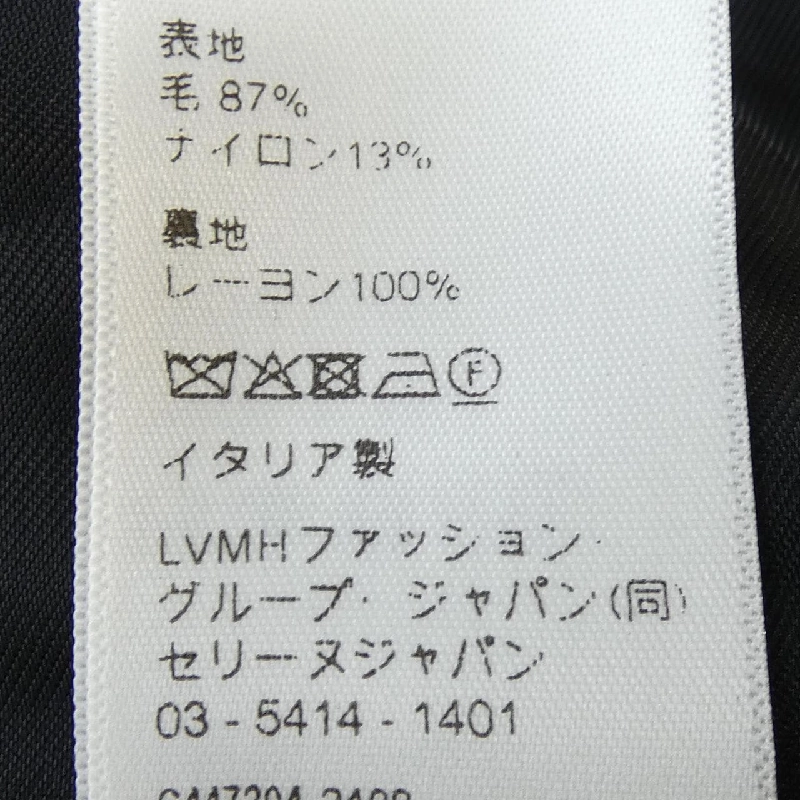 表地
毛 87%
ナイロン13%
裏地
レーヨン100%
F
イタリア製
LVMHファッション・
グループ・ジャパン(同)
セリーヌジャパン
03 - 5414 - 1401